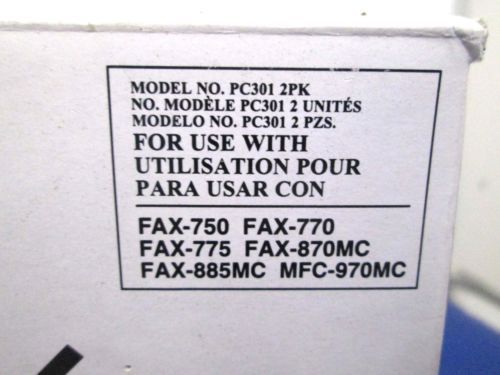 MODEL NO. PC301 2PK
NO. MODÈLE PC301 2 UNITÉS
MODELO NO. PC301 2 PZS.
FOR USE WITH
UTILISATION POUR
PARA USAR CON
FAX-750 FAX-770
FAX-775 FAX-870MC
FAX-885MC MFC-970MC